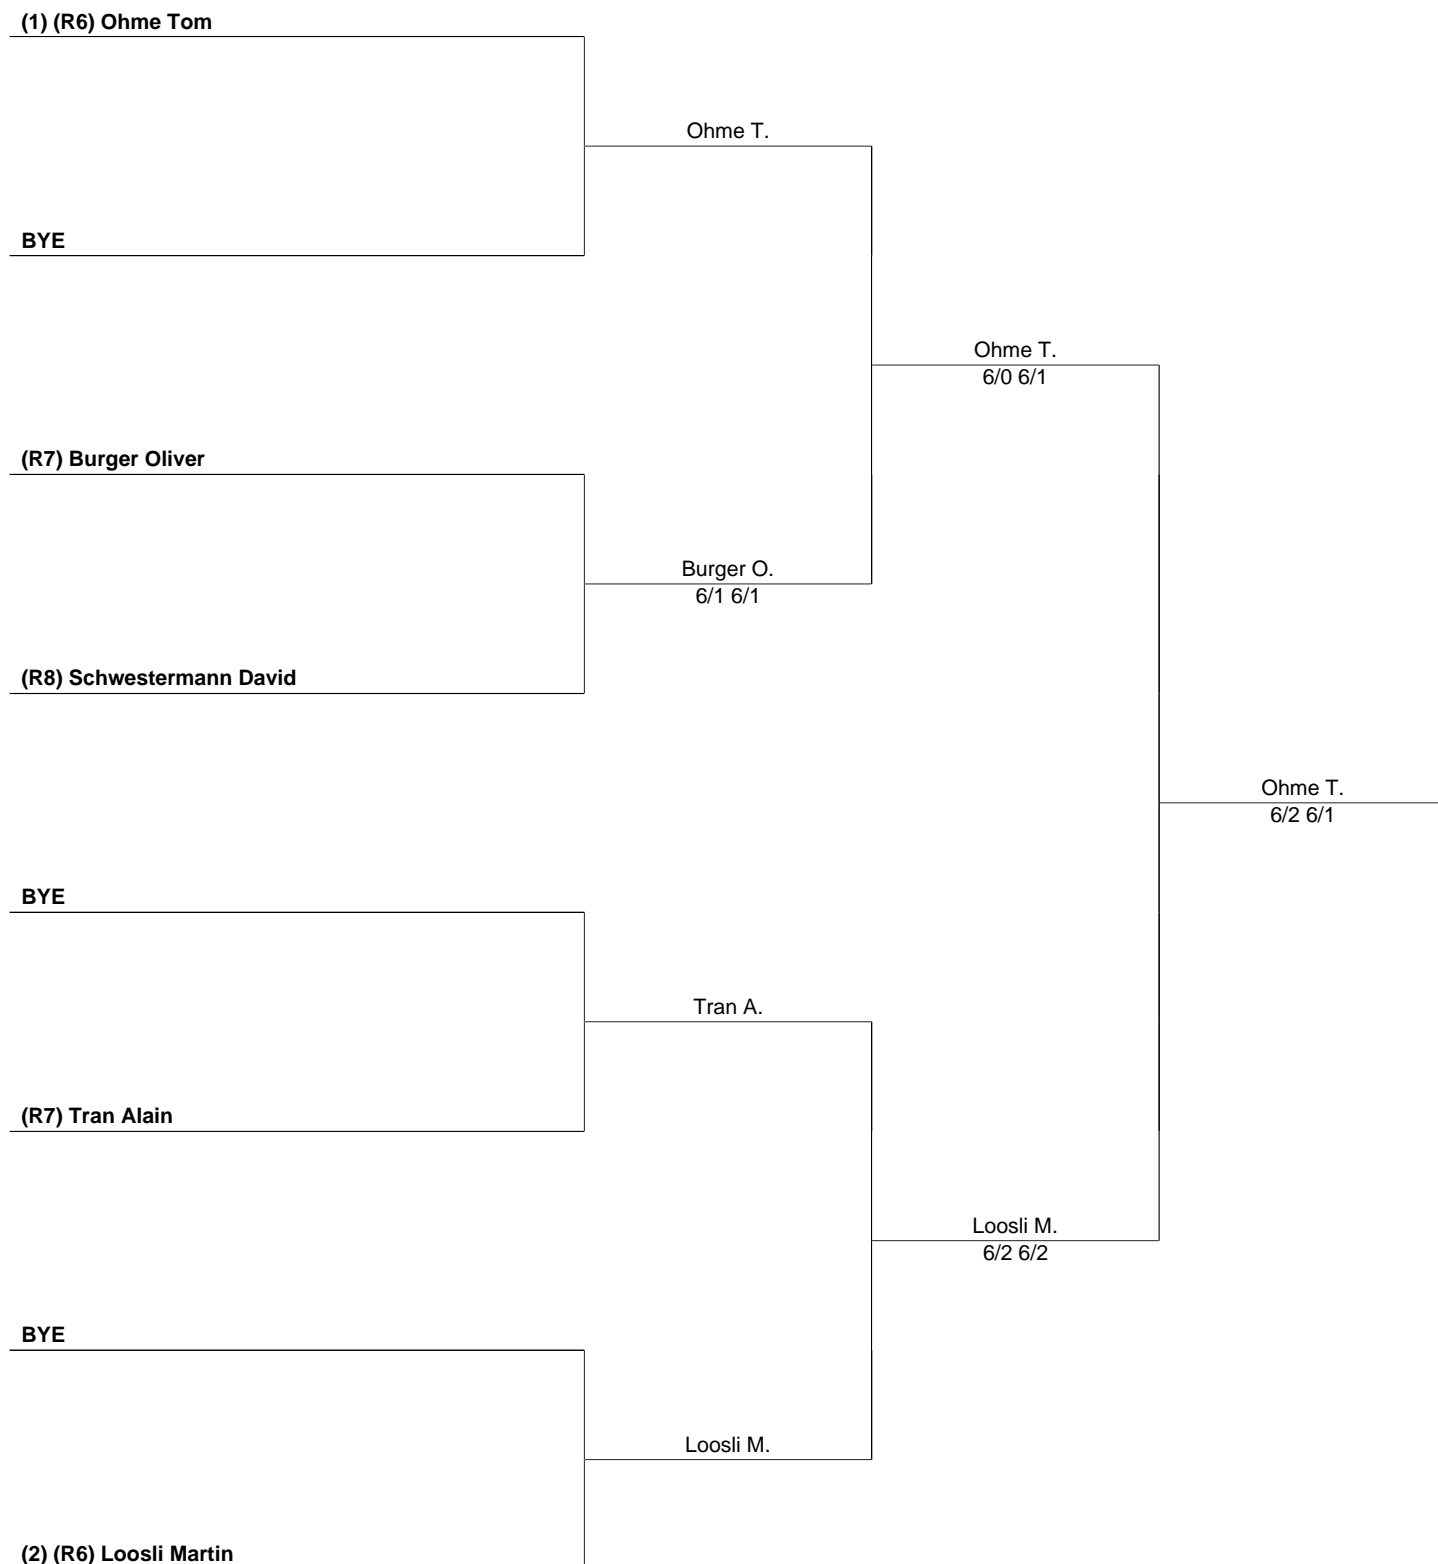 (1) (R6) Ohme Tom
Ohme T.
BYE
Ohme T.
6/0 6/1
(R7) Burger Oliver
Burger O.
6/1 6/1
(R8) Schwestermann David
Ohme T.
6/2 6/1
BYE
Tran A.
(R7) Tran Alain
Loosli M.
6/2 6/2
BYE
Loosli M.
(2) (R6) Loosli Martin